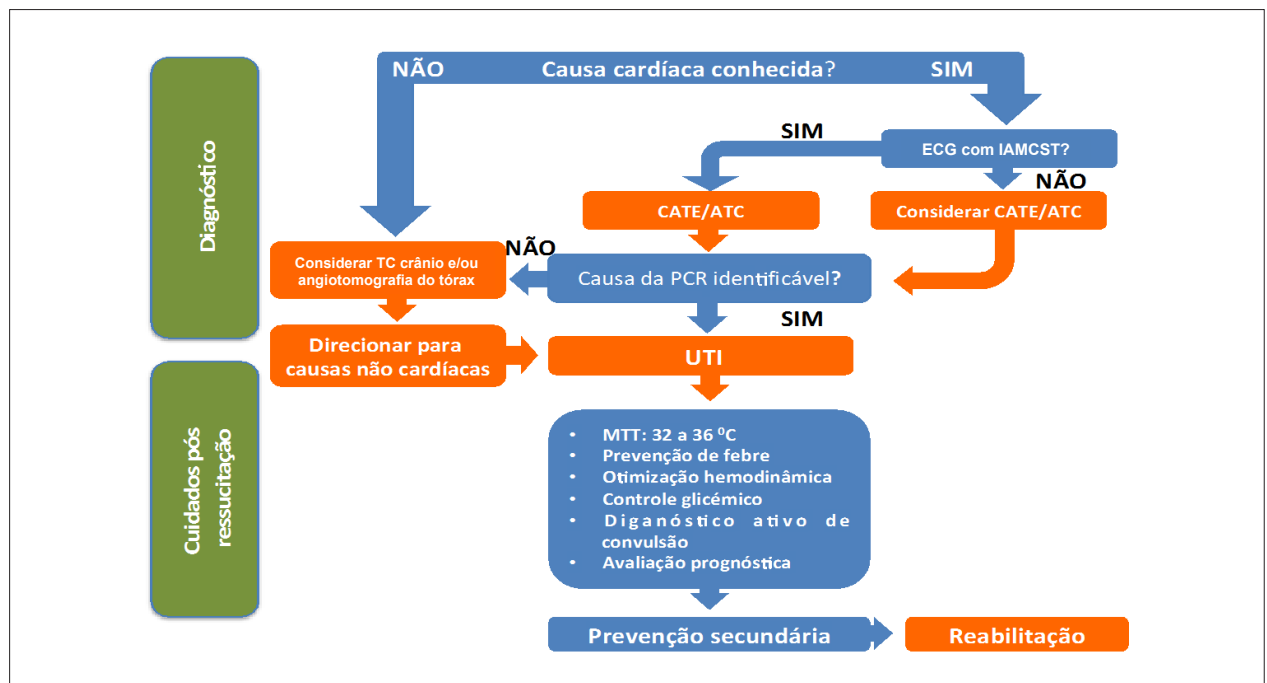 Diagnóstico
NÃO Causa cardíaca conhecida? SIM
SIM
ECG com IAMCST?
NÃO
CATE/ATC
Considerar CATE/ATC
NÃO
Considerar TC crânio e/ou
angiotomografia do tórax
Causa da PCR identificável?
SIM
Direcionar para
causas não cardíacas
UTI
Cuidados pós
ressucitação
• MTT: 32 a 36 ⁰C
• Prevenção de febre
• Otimização hemodinâmica
• Controle glicémico
• Diganóstico ativo de
convulsão
• Avaliação prognóstica
Prevenção secundária
Reabilitação